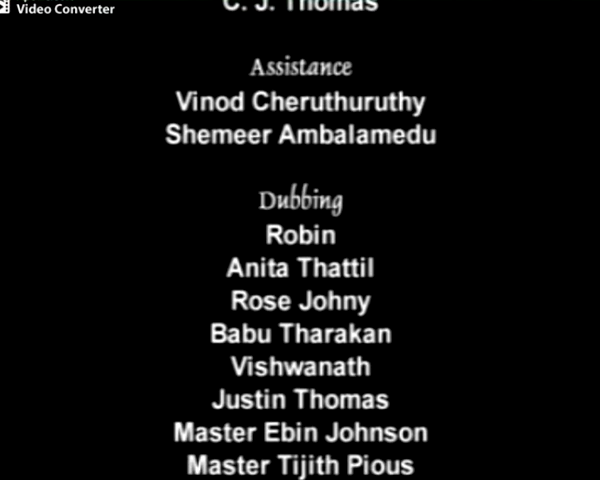 Video Converter
C. J. Thomas
Assistance
Vinod Cheruthuruthy
Shemeer Ambalamedu
Dubbing
Robin
Anita Thattil
Rose Johny
Babu Tharakan
Vishwanath
Justin Thomas
Master Ebin Johnson
Master Tijith Pious